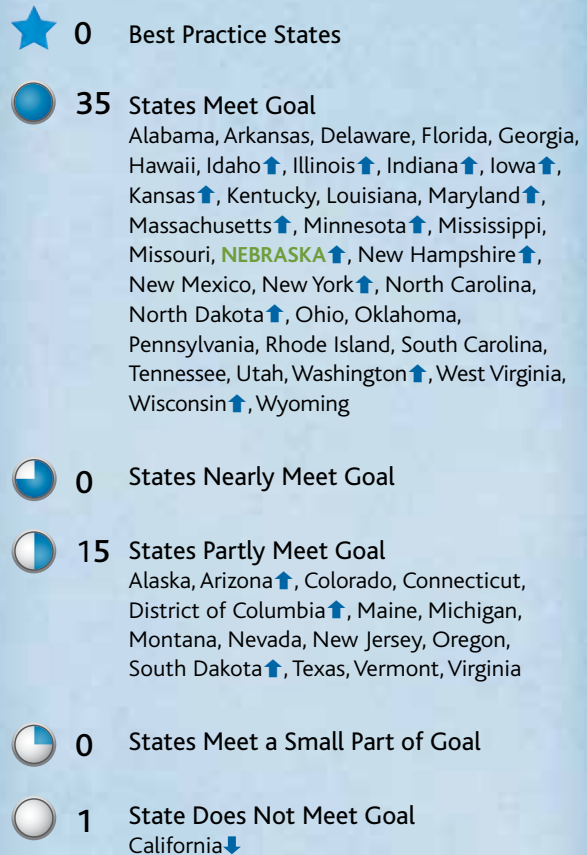 0 Best Practice States
35 States Meet Goal
Alabama, Arkansas, Delaware, Florida, Georgia,
Hawaii, Idaho⬆, Illinois⬆, Indiana⬆, Iowa⬆,
Kansas⬆, Kentucky, Louisiana, Maryland⬆,
Massachusetts⬆, Minnesota⬆, Mississippi,
Missouri, NEBRASKA⬆, New Hampshire⬆,
New Mexico, New York⬆, North Carolina,
North Dakota⬆, Ohio, Oklahoma,
Pennsylvania, Rhode Island, South Carolina,
Tennessee, Utah, Washington⬆, West Virginia,
Wisconsin⬆, Wyoming
0 States Nearly Meet Goal
15 States Partly Meet Goal
Alaska, Arizona⬆, Colorado, Connecticut,
District of Columbia⬆, Maine, Michigan,
Montana, Nevada, New Jersey, Oregon,
South Dakota⬆, Texas, Vermont, Virginia
0 States Meet a Small Part of Goal
1 State Does Not Meet Goal
California⬇